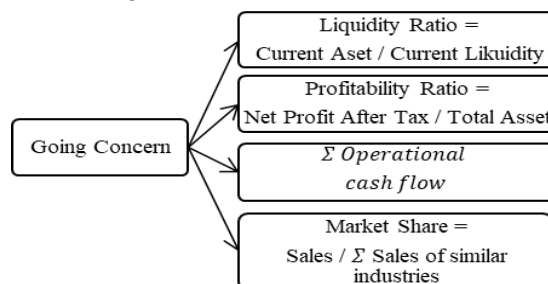 Liquidity Ratio =
Current Aset / Current Likuidity
Profitability Ratio =
Net Profit After Tax / Total Asset
Going Concern
Σ Operational
cash flow
Market Share =
Sales / Σ Sales of similar
industries